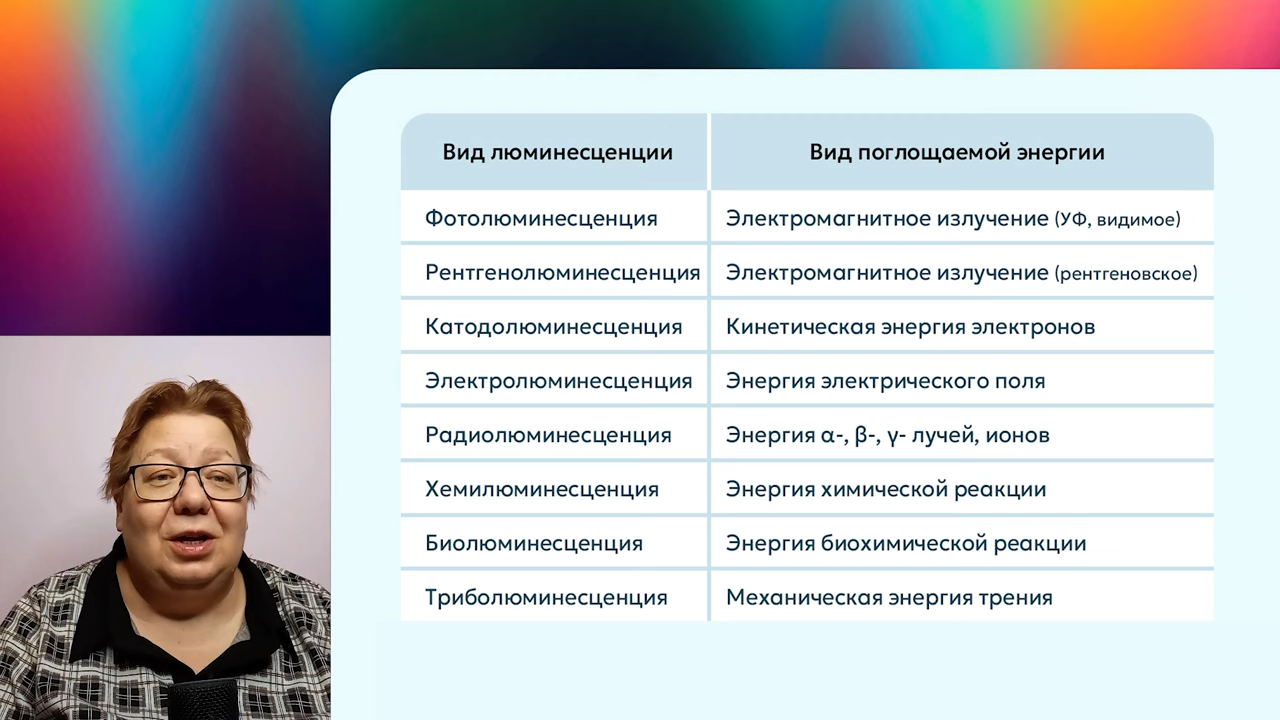 Вид люминесценции Вид поглощаемой энергии
Фотолюминесценция Электромагнитное излучение (УФ, видимое)
Рентгенолюминесценция Электромагнитное излучение (рентгеновское)
Катодолюминесценция Кинетическая энергия электронов
Электролюминесценция Энергия электрического поля
Радиолюминесценция Энергия α-, β-, γ- лучей, ионов
Хемилюминесценция Энергия химической реакции
Биолюминесценция Энергия биохимической реакции
Триболюминесценция Механическая энергия трения